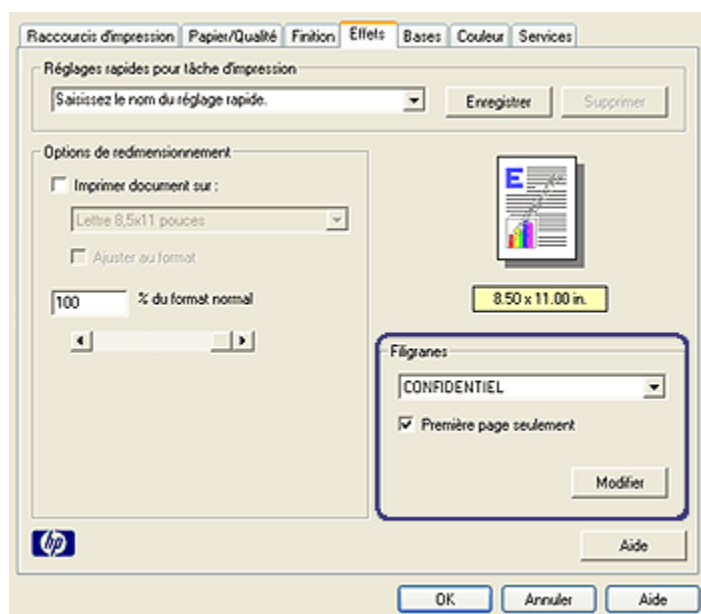 Raccourcis d'impression Papier/Qualité Finition Effets Bases Couleur Services
Réglages rapides pour tâche d'impression
Saisissez le nom du réglage rapide. Enregistrer Supprimer
Options de redimensionnement
Imprimer document sur :
Lettre 8,5x11 pouces
Ajuster au format
100 % du format normal
E
8.50 x 11.00 in.
Filigranes
CONFIDENTIEL
Première page seulement
Modifier
hp Aide
OK Annuler Aide